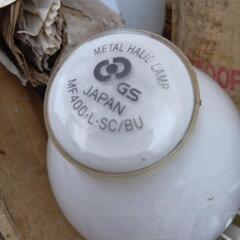 METAL HALIDE LAMP
GS
JAPAN
MF400·L·SC/BU